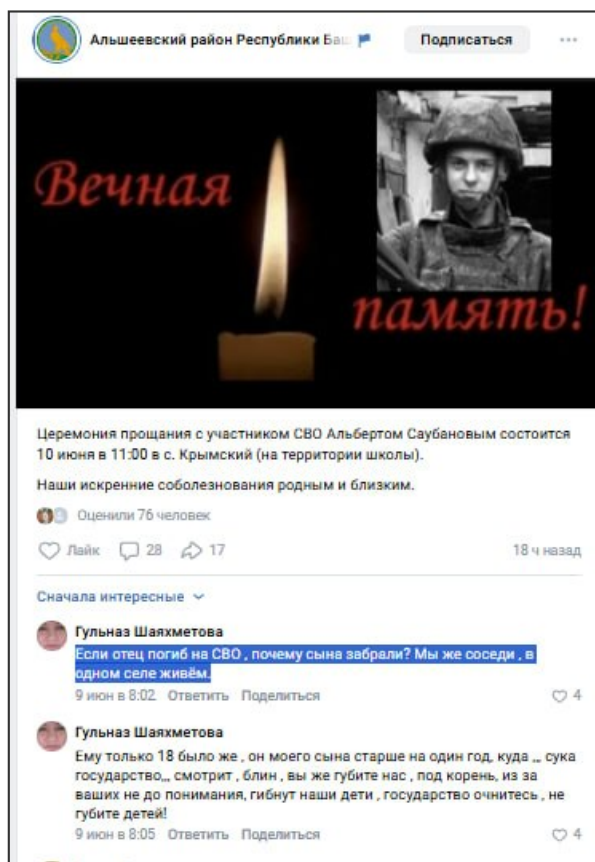 Альшеевский район Республики Баш
Подписаться
Вечная
память!
Церемония прощания с участником СВО Альбертом Саубановым состоится
10 июня в 11:00 в с. Крымский (на территории школы).
Наши искренние соболезнования родным и близким.
Оценили 76 человек
Лайк 28 17 18 ч назад
Сначала интересные
Гульназ Шаяхметова
Если отец погиб на СВО , почему сына забрали? Мы же соседи , в
одном селе живём.
9 июн в 8:02 Ответить Поделиться 4
Гульназ Шаяхметова
Ему только 18 было же , он моего сына старше на один год, куда ,,, сука
государство,,, смотрит , блин , вы же губите нас , под корень, из за
ваших не до понимания, гибнут наши дети , государство очнитесь , не
губите детей!
9 июн в 8:05 Ответить Поделиться 4